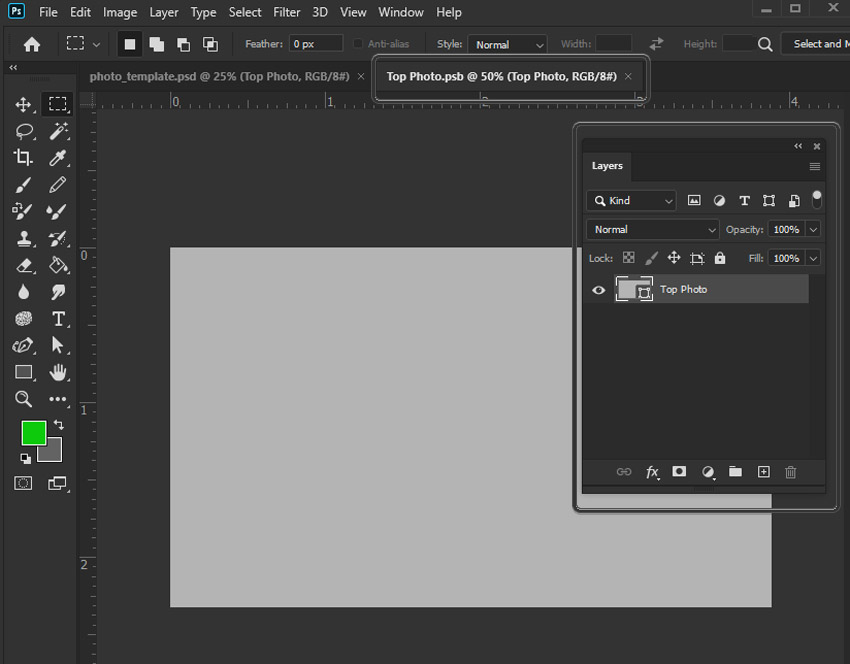 Ps File Edit Image Layer Type Select Filter 3D View Window Help
Feather: 0 px Anti-alias Style: Normal Width: Height: Select and M
photo_template.psd @ 25% (Top Photo, RGB/8#) × Top Photo.psb @ 50% (Top Photo, RGB/8#) ×
0 1 2 3 4
Layers
Kind
Normal Opacity: 100%
Lock: Fill: 100%
Top Photo
fx
0
1
2